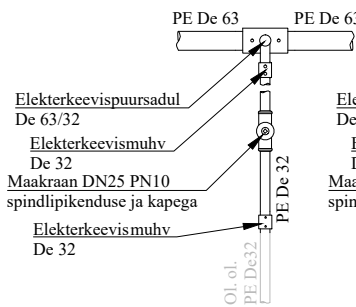 PE De 63
PE De 63
Elekterkeevispuursadul
De 63/32
Elekterkeevismuhv
De 32
Maakraan DN25 PN10
spindlipikenduse ja kapega
Elekterkeevismuhv
De 32
PE De 32
Ol. ol.
PE De32